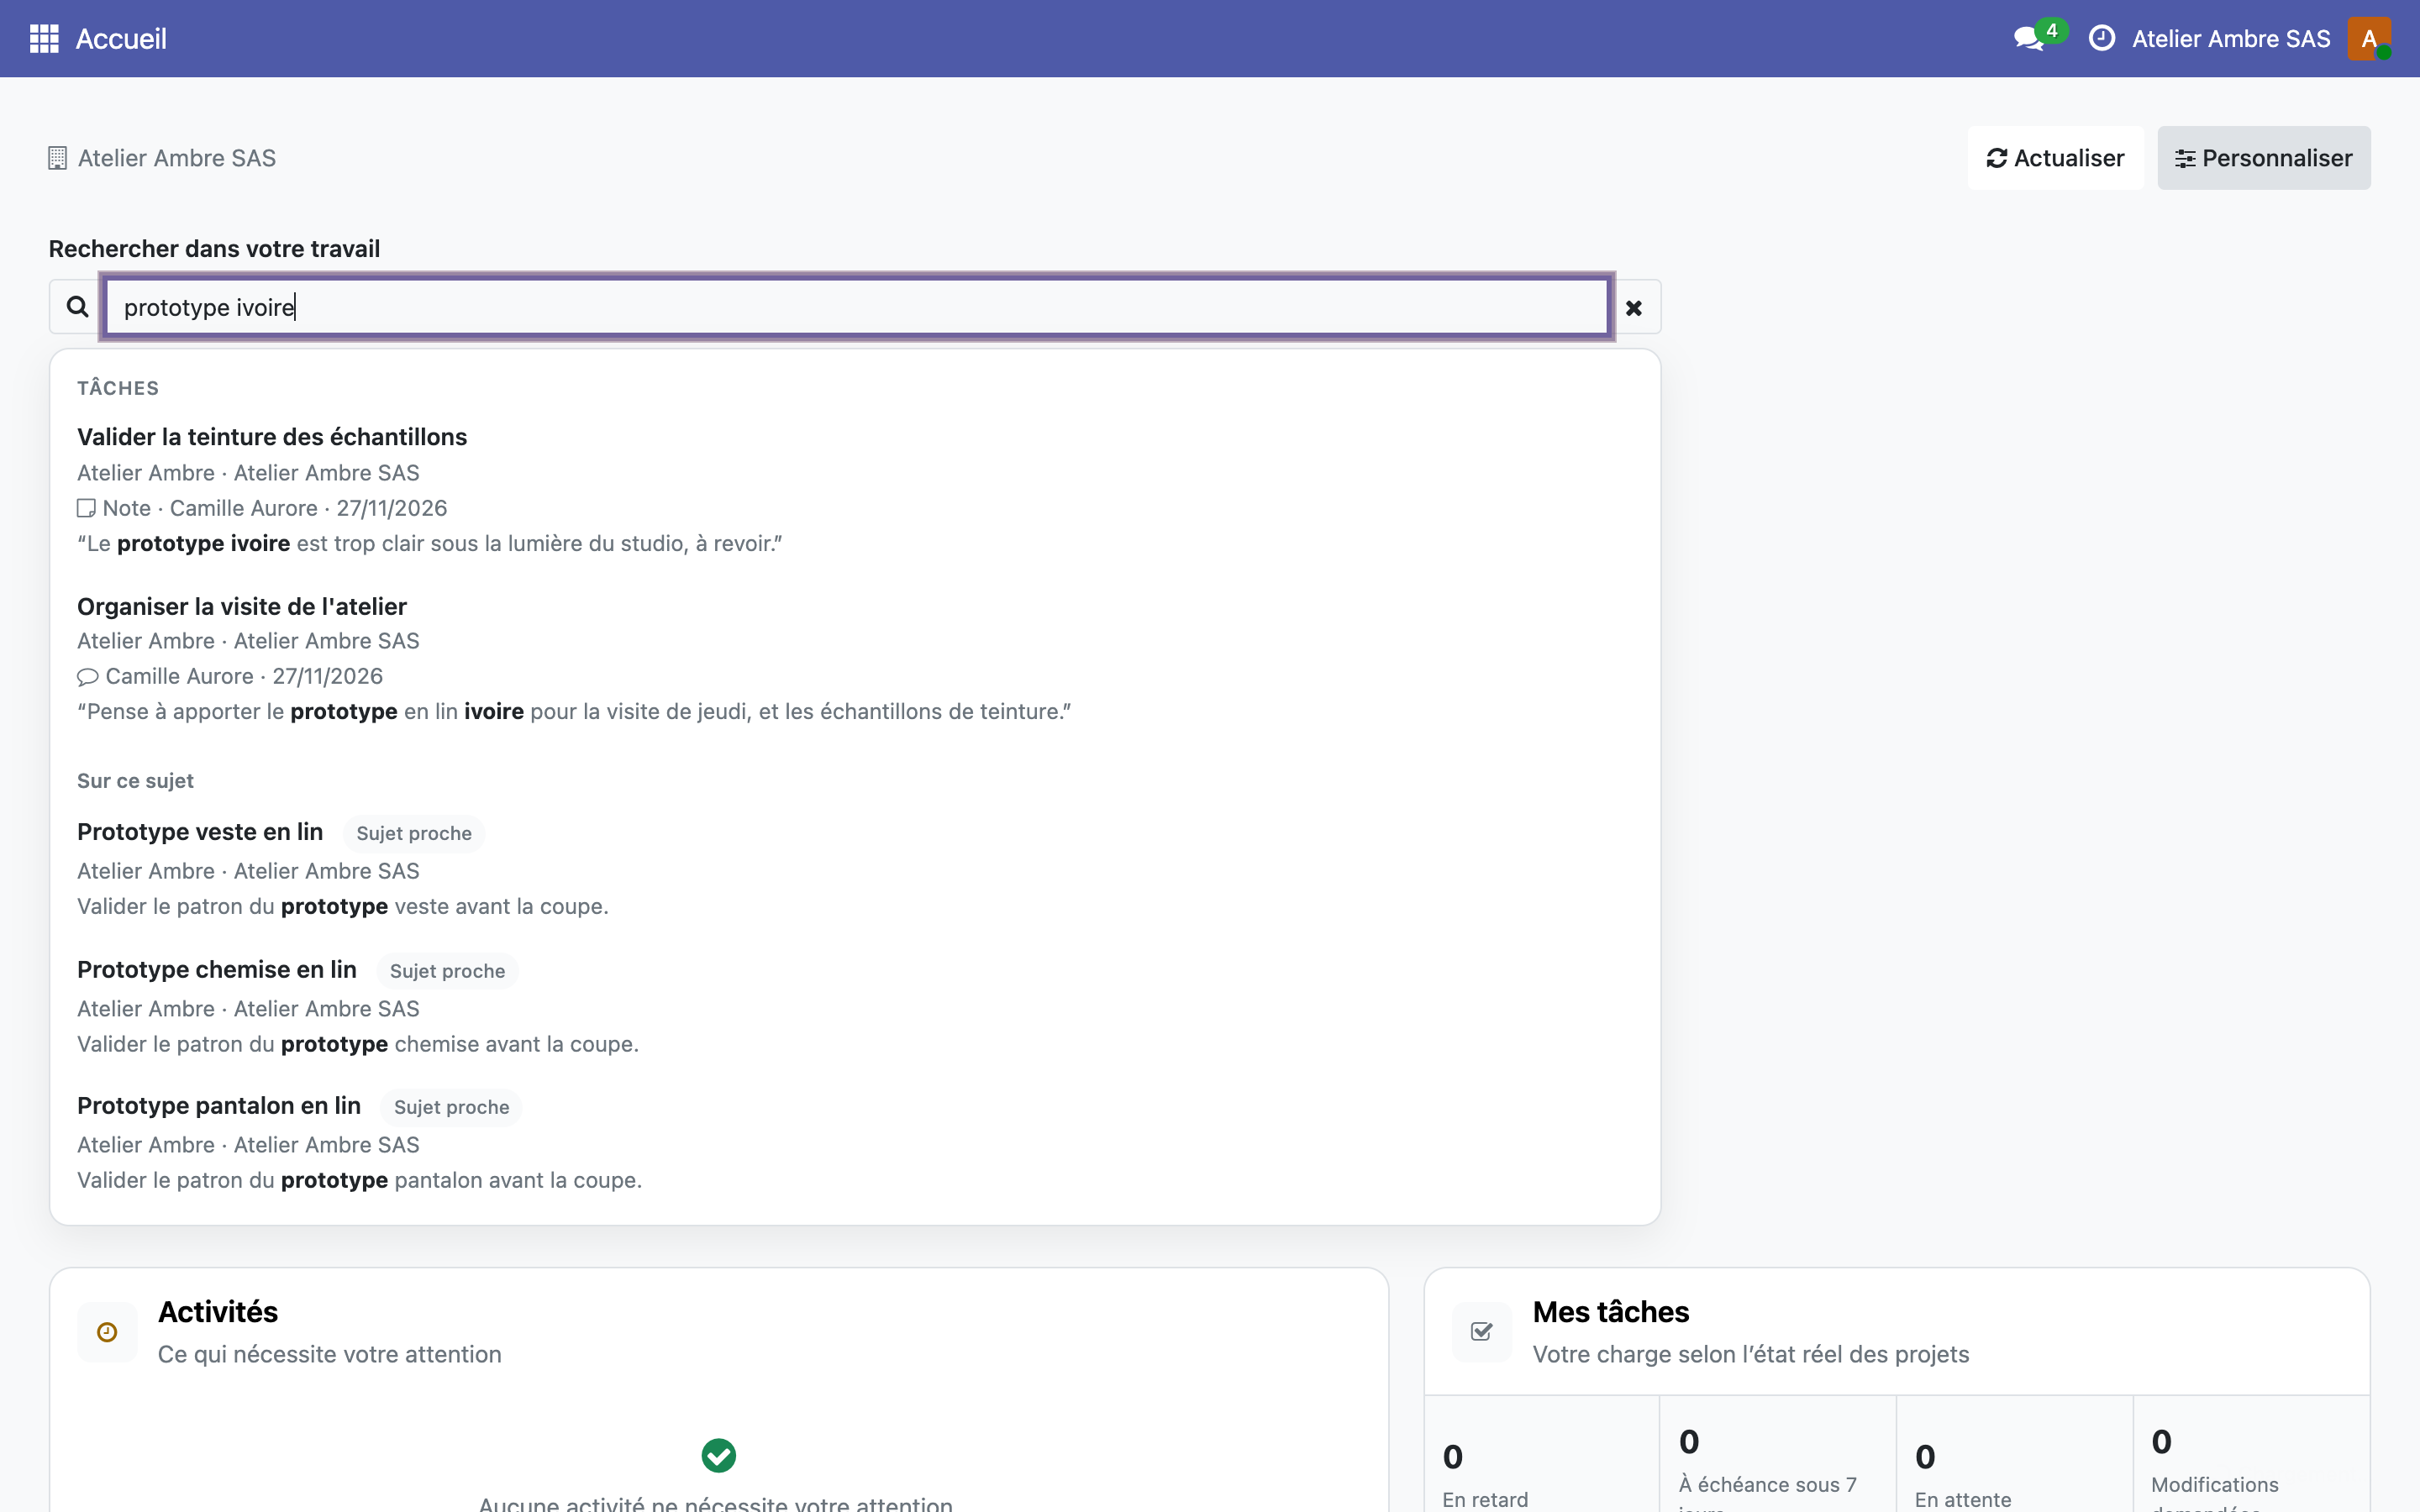 Accueil
4
Atelier Ambre SAS
A
Atelier Ambre SAS
Actualiser
Personnaliser
Rechercher dans votre travail
prototype ivoire
TÂCHES
Valider la teinture des échantillons
Atelier Ambre · Atelier Ambre SAS
Note · Camille Aurore · 27/11/2026
“Le prototype ivoire est trop clair sous la lumière du studio, à revoir.”
Organiser la visite de l'atelier
Atelier Ambre · Atelier Ambre SAS
Camille Aurore · 27/11/2026
“Pense à apporter le prototype en lin ivoire pour la visite de jeudi, et les échantillons de teinture.”
Sur ce sujet
Prototype veste en lin Sujet proche
Atelier Ambre · Atelier Ambre SAS
Valider le patron du prototype veste avant la coupe.
Prototype chemise en lin Sujet proche
Atelier Ambre · Atelier Ambre SAS
Valider le patron du prototype chemise avant la coupe.
Prototype pantalon en lin Sujet proche
Atelier Ambre · Atelier Ambre SAS
Valider le patron du prototype pantalon avant la coupe.
Activités
Ce qui nécessite votre attention
Aucune activité ne nécessite votre attention
Mes tâches
Votre charge selon l’état réel des projets
0
En retard
0
À échéance sous 7
0
En attente
0
Modifications